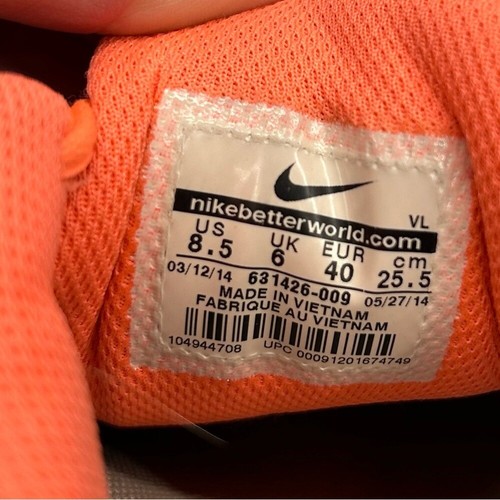 nikebetterworld.com
VL
US UK EUR cm
8.5 6 40 25.5
03/12/14 631426-009 05/27/14
MADE IN VIETNAM
FABRIQUE AU VIETNAM
104944708 UPC 00091201674749